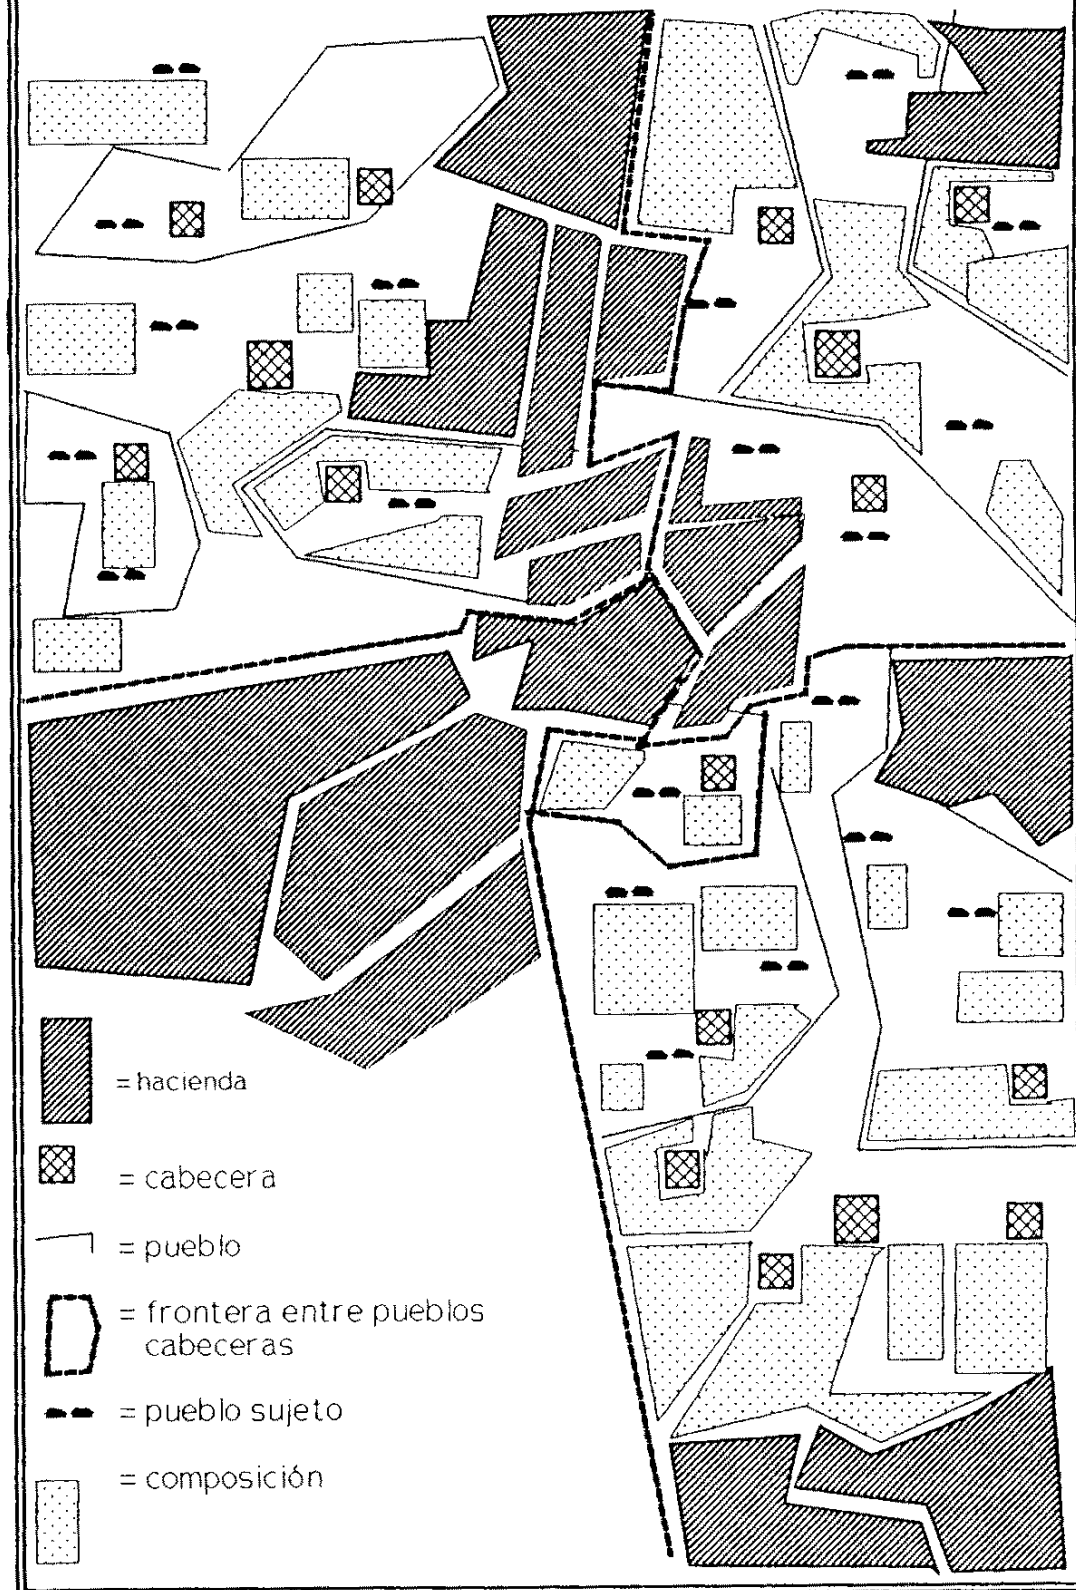 = hacienda
= cabecera
= pueblo
= frontera entre pueblos
cabeceras
= pueblo sujeto
= composición